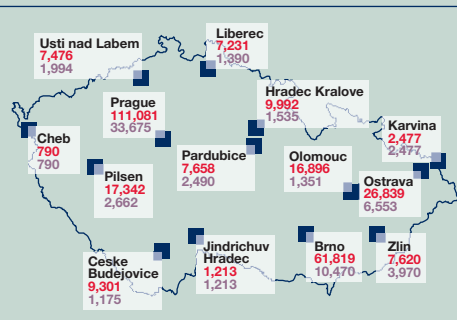 Usti nad Labem
7,476
1,994
Liberec
7,231
1,390
Prague
111,081
33,675
Hradec Kralove
9,992
1,535
Cheb
790
790
Pilsen
17,342
2,662
Pardubice
7,658
2,490
Olomouc
16,896
1,351
Karvina
2,477
2,477
Ostrava
26,839
6,553
Ceske
Budejovice
9,301
1,175
Jindrichuv
Hradec
1,213
1,213
Brno
61,819
10,470
Zlin
7,620
3,970